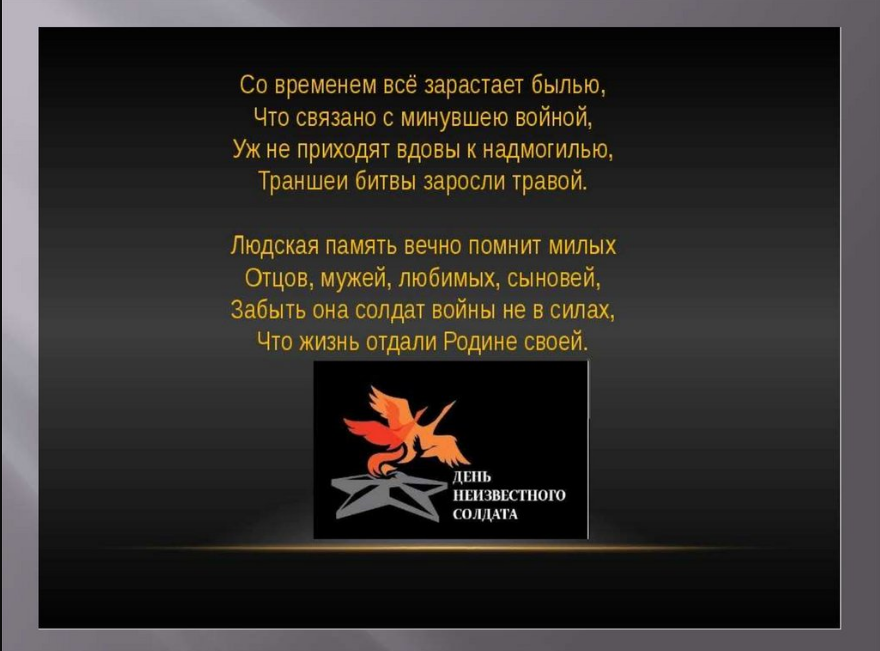 Со временем всё зарастает былью,
Что связано с минувшею войной,
Уж не приходят вдовы к надмогилью,
Траншеи битвы заросли травой.
Людская память вечно помнит милых
Отцов, мужей, любимых, сыновей,
Забыть она солдат войны не в силах,
Что жизнь отдали Родине своей.
ДЕНЬ
НЕИЗВЕСТНОГО
СОЛДАТА